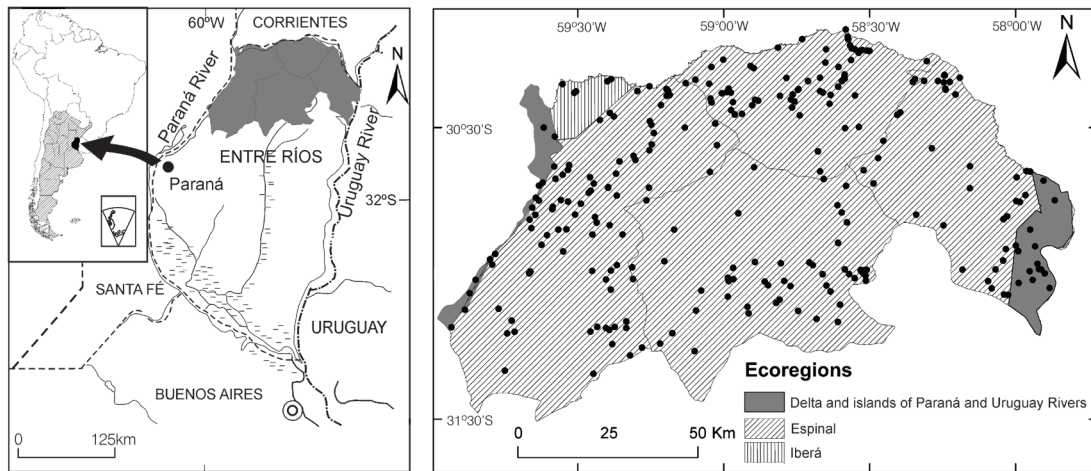 60°W
CORRIENTES
N
Paraná River
ENTRE RÍOS
Paraná
Uruguay River
32°S
SANTA FÉ
URUGUAY
BUENOS AIRES
0 125km
59°30'S
59°00'S
58°30'S
58°00'S
N
30°30'S
31°30'S
0 25 50 Km
Ecoregions
Delta and islands of Paraná and Uruguay Rivers
Espinal
Iberá